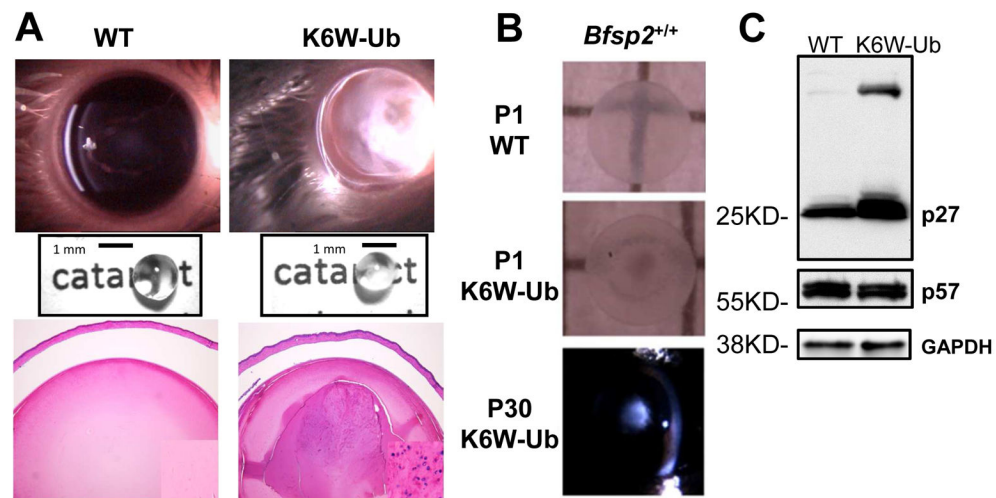 A
WT
K6W-Ub
1 mm
catar t
1 mm
cata ct
B
Bfsp2+/+
P1
WT
P1
K6W-Ub
P30
K6W-Ub
C
WT K6W-Ub
25KD-
p27
55KD-
p57
38KD-
GAPDH